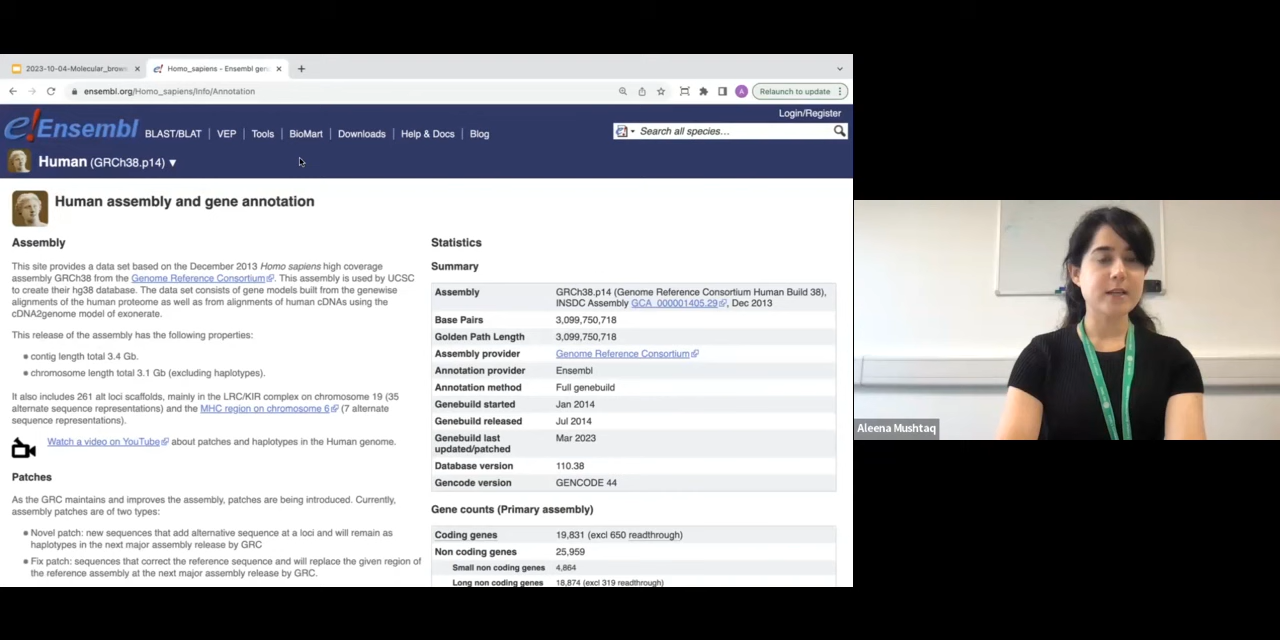 2023-10-04-Molecular_brow
Homo_sapiens - Ensembl gen
ensembl.org/Homo_sapiens/Info/Annotation
A
Relaunch to update
Login/Register
e!Ensembl
BLAST/BLAT | VEP | Tools | BioMart | Downloads | Help & Docs | Blog
Search all species...
Human (GRCh38.p14) ▼
Human assembly and gene annotation
Assembly
This site provides a data set based on the December 2013 Homo sapiens high coverage
assembly GRCh38 from the Genome Reference Consortium. This assembly is used by UCSC
to create their hg38 database. The data set consists of gene models built from the genewise
alignments of the human proteome as well as from alignments of human cDNAs using the
cDNA2genome model of exonerate.
This release of the assembly has the following properties:
• contig length total 3.4 Gb.
• chromosome length total 3.1 Gb (excluding haplotypes).
It also includes 261 alt loci scaffolds, mainly in the LRC/KIR complex on chromosome 19 (35
alternate sequence representations) and the MHC region on chromosome 6 (7 alternate
sequence representations).
Watch a video on YouTube about patches and haplotypes in the Human genome.
Patches
As the GRC maintains and improves the assembly, patches are being introduced. Currently,
assembly patches are of two types:
• Novel patch: new sequences that add alternative sequence at a loci and will remain as
haplotypes in the next major assembly release by GRC
• Fix patch: sequences that correct the reference sequence and will replace the given region of
the reference assembly at the next major assembly release by GRC.
Statistics
Summary
Assembly GRCh38.p14 (Genome Reference Consortium Human Build 38),
INSDC Assembly GCA_000001405.29, Dec 2013
Base Pairs 3,099,750,718
Golden Path Length 3,099,750,718
Assembly provider Genome Reference Consortium
Annotation provider Ensembl
Annotation method Full genebuild
Genebuild started Jan 2014
Genebuild released Jul 2014
Genebuild last Mar 2023
updated/patched
Database version 110.38
Gencode version GENCODE 44
Gene counts (Primary assembly)
Coding genes 19,831 (excl 650 readthrough)
Non coding genes 25,959
Small non coding genes 4,864
Long non coding genes 18,874 (excl 319 readthrough)
Aleena Mushtaq